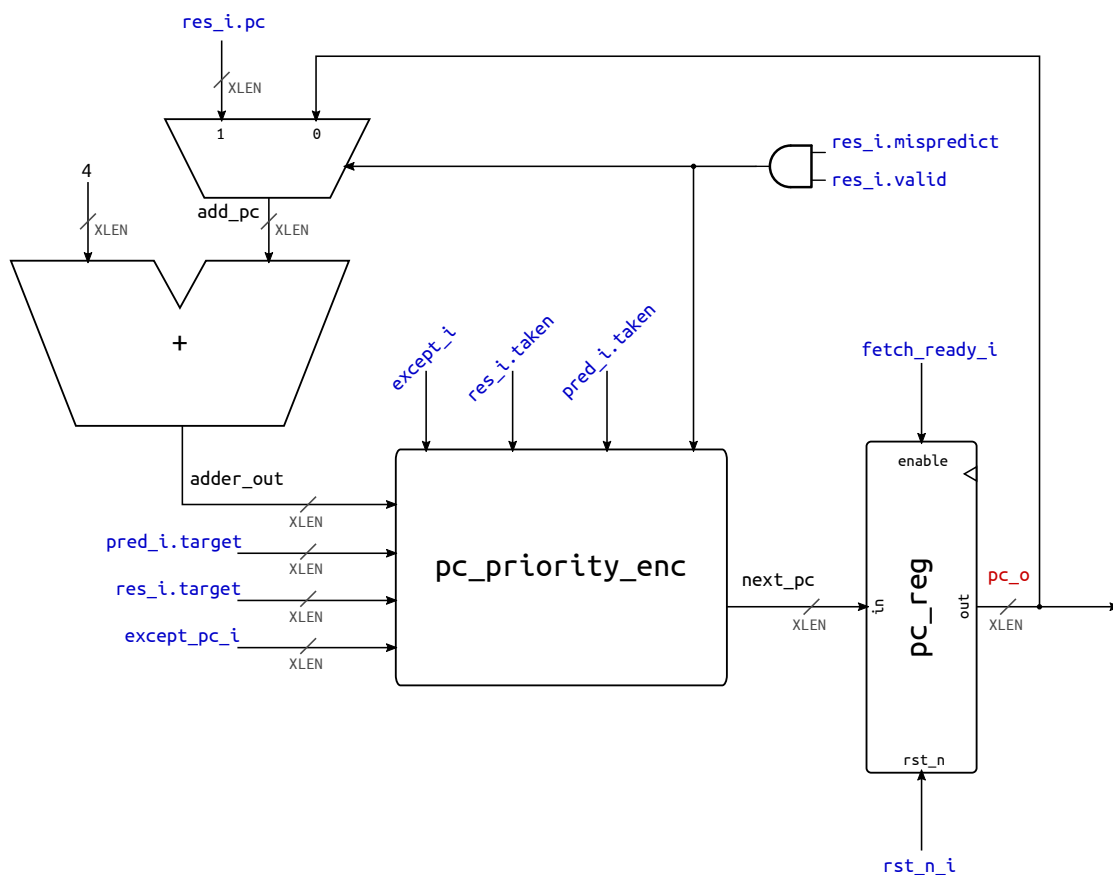 res_i.pc
XLEN
1
0
res_i.mispredict
res_i.valid
4
XLEN
add_pc
XLEN
+
except_i
res_i.taken
pred_i.taken
fetch_ready_i
enable
adder_out
XLEN
pred_i.target
XLEN
res_i.target
XLEN
except_pc_i
XLEN
pc_priority_enc
next_pc
XLEN
in
pc_reg
out
pc_o
XLEN
rst_n
rst_n_i